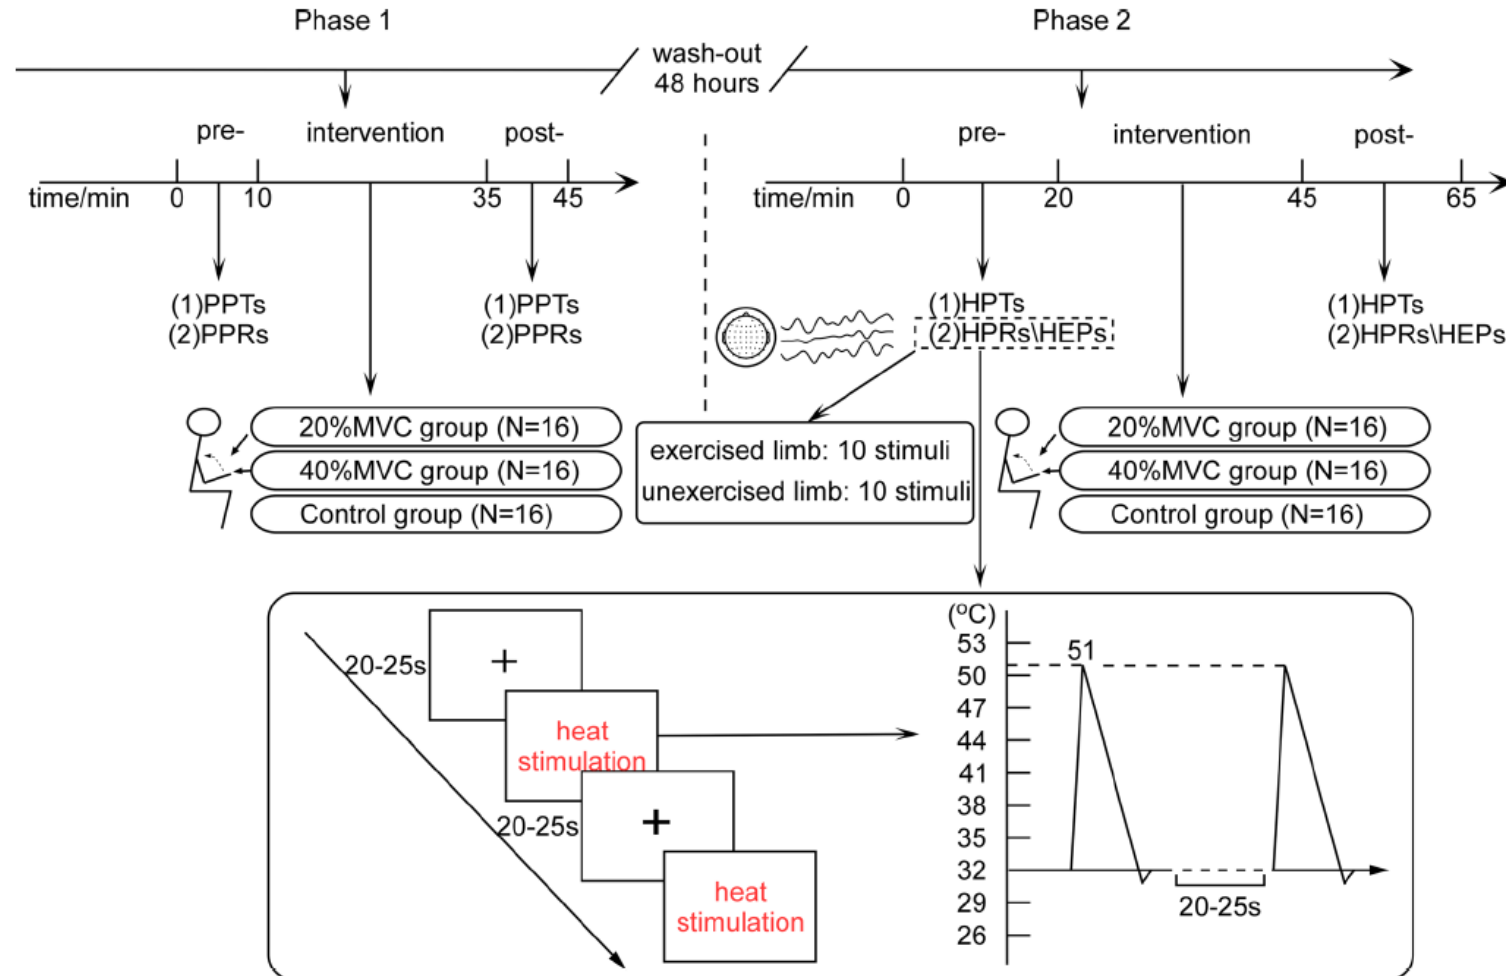 Phase 1
Phase 2
wash-out
48 hours
pre-
intervention
post-
time/min
0
10
35
45
(1)PPTs
(2)PPRs
(1)PPTs
(2)PPRs
20%MVC group (N=16)
40%MVC group (N=16)
Control group (N=16)
pre-
intervention
post-
time/min
0
20
45
65
(1)HPTs
(2)HPRs\HEPs
(1)HPTs
(2)HPRs\HEPs
exercised limb: 10 stimuli
unexercised limb: 10 stimuli
20%MVC group (N=16)
40%MVC group (N=16)
Control group (N=16)
20-25s
+
heat
stimulation
20-25s
+
heat
stimulation
(°C)
53
50
47
44
41
38
35
32
29
26
51
20-25s